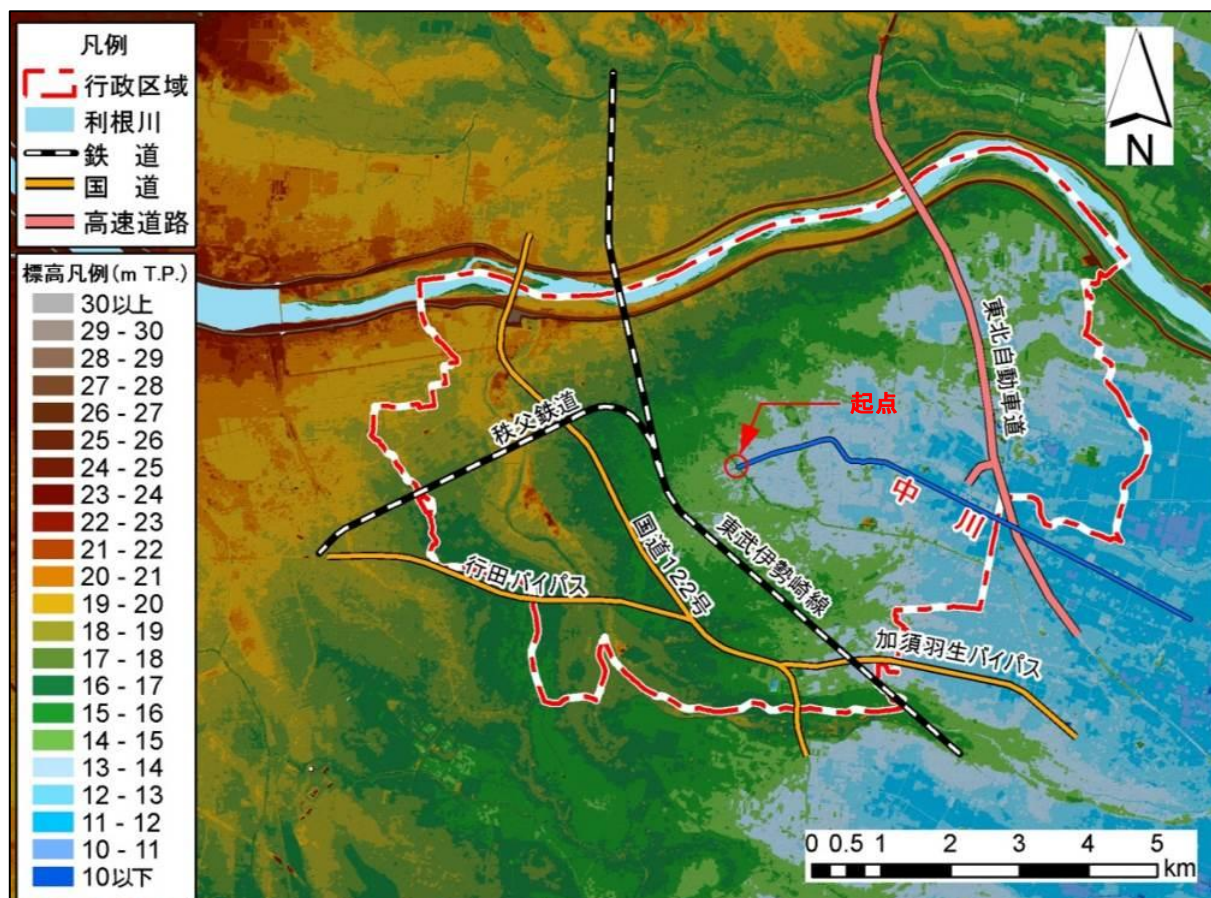 凡例
行政区域
利根川
鉄 道
国 道
高速道路
標高凡例(m T.P.)
30以上
29 - 30
28 - 29
27 - 28
26 - 27
25 - 26
24 - 25
23 - 24
22 - 23
21 - 22
20 - 21
19 - 20
18 - 19
17 - 18
16 - 17
15 - 16
14 - 15
13 - 14
12 - 13
11 - 12
10 - 11
10以下
N
東北自動車道
起点
秩父鉄道
中 川
国道122号
東武伊勢崎線
行田バイパス
加須羽生バイパス
0 0.5 1 2 3 4 5
km